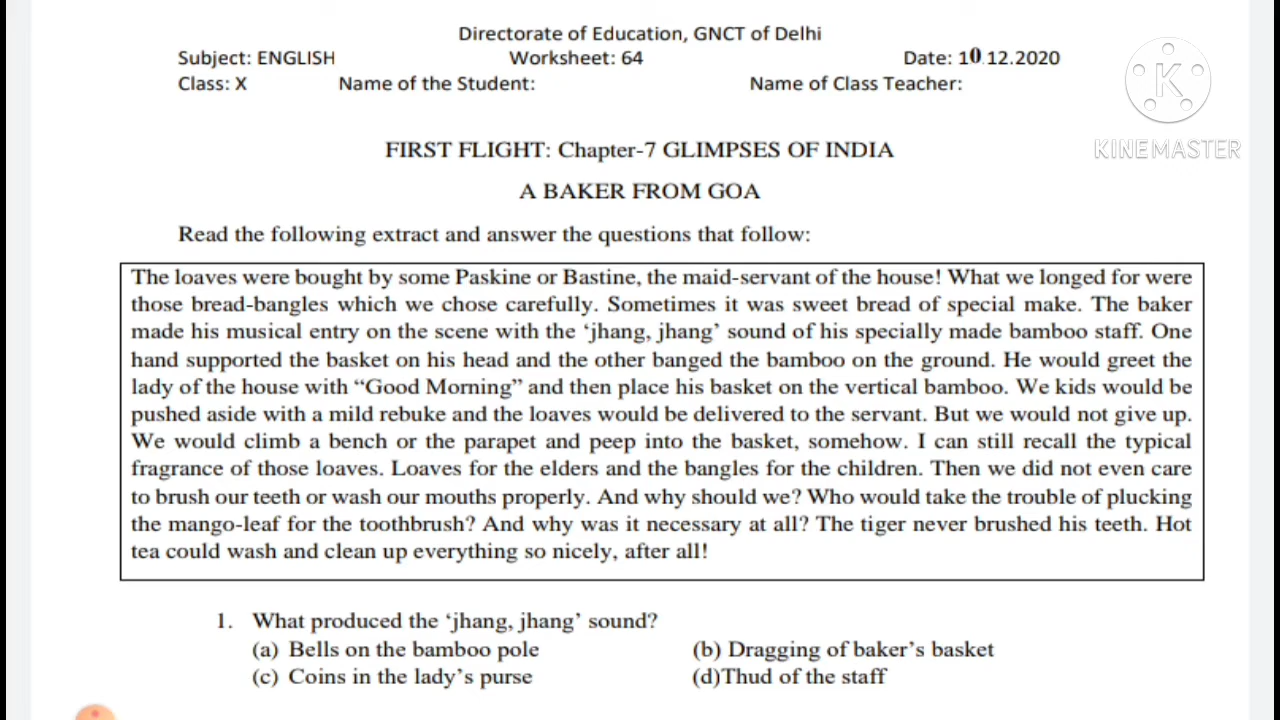 Directorate of Education, GNCT of Delhi
Subject: ENGLISH Worksheet: 64 Date: 10.12.2020
Class: X Name of the Student: Name of Class Teacher:
KINEMASTER
FIRST FLIGHT: Chapter-7 GLIMPSES OF INDIA
A BAKER FROM GOA
Read the following extract and answer the questions that follow:
The loaves were bought by some Paskine or Bastine, the maid-servant of the house! What we longed for were
those bread-bangles which we chose carefully. Sometimes it was sweet bread of special make. The baker
made his musical entry on the scene with the ‘jhang, jhang’ sound of his specially made bamboo staff. One
hand supported the basket on his head and the other banged the bamboo on the ground. He would greet the
lady of the house with “Good Morning” and then place his basket on the vertical bamboo. We kids would be
pushed aside with a mild rebuke and the loaves would be delivered to the servant. But we would not give up.
We would climb a bench or the parapet and peep into the basket, somehow. I can still recall the typical
fragrance of those loaves. Loaves for the elders and the bangles for the children. Then we did not even care
to brush our teeth or wash our mouths properly. And why should we? Who would take the trouble of plucking
the mango-leaf for the toothbrush? And why was it necessary at all? The tiger never brushed his teeth. Hot
tea could wash and clean up everything so nicely, after all!
1. What produced the ‘jhang, jhang’ sound?
(a) Bells on the bamboo pole (b) Dragging of baker’s basket
(c) Coins in the lady’s purse (d)Thud of the staff